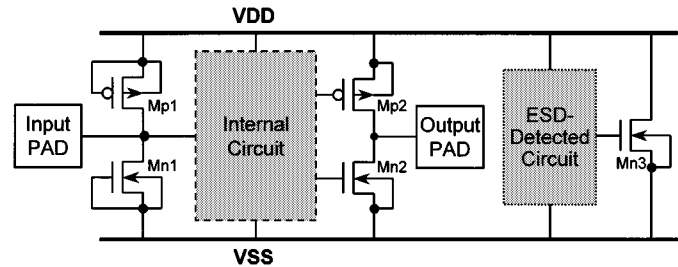 VDD
Mp1
Input
PAD
Mn1
Internal
Circuit
Mp2
Output
PAD
Mn2
ESD-
Detected
Circuit
Mn3
VSS